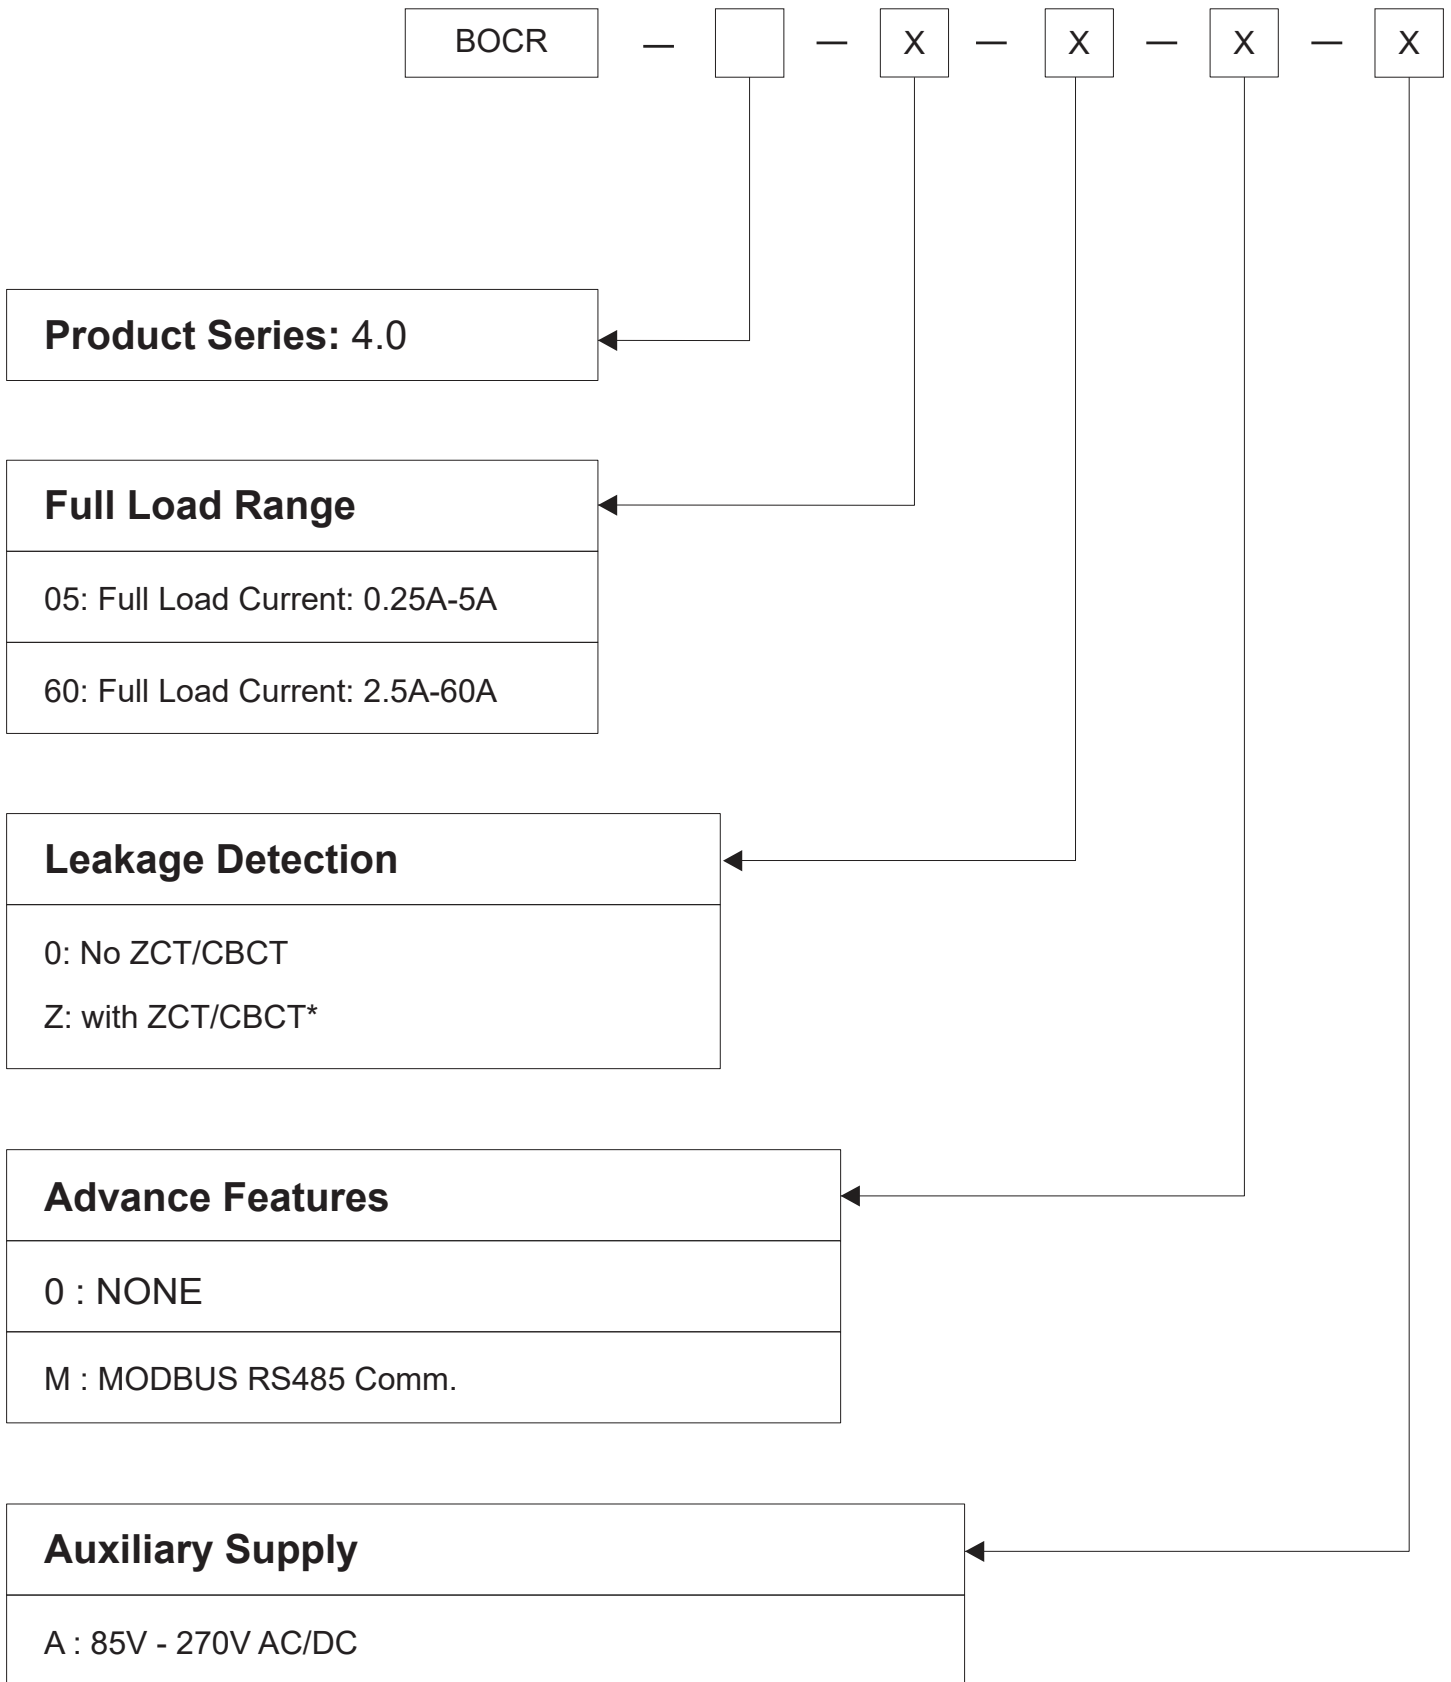 BOCR — — X — X — X — X
Product Series: 4.0
Full Load Range
05: Full Load Current: 0.25A-5A
60: Full Load Current: 2.5A-60A
Leakage Detection
0: No ZCT/CBCT
Z: with ZCT/CBCT*
Advance Features
0 : NONE
M : MODBUS RS485 Comm.
Auxiliary Supply
A : 85V - 270V AC/DC